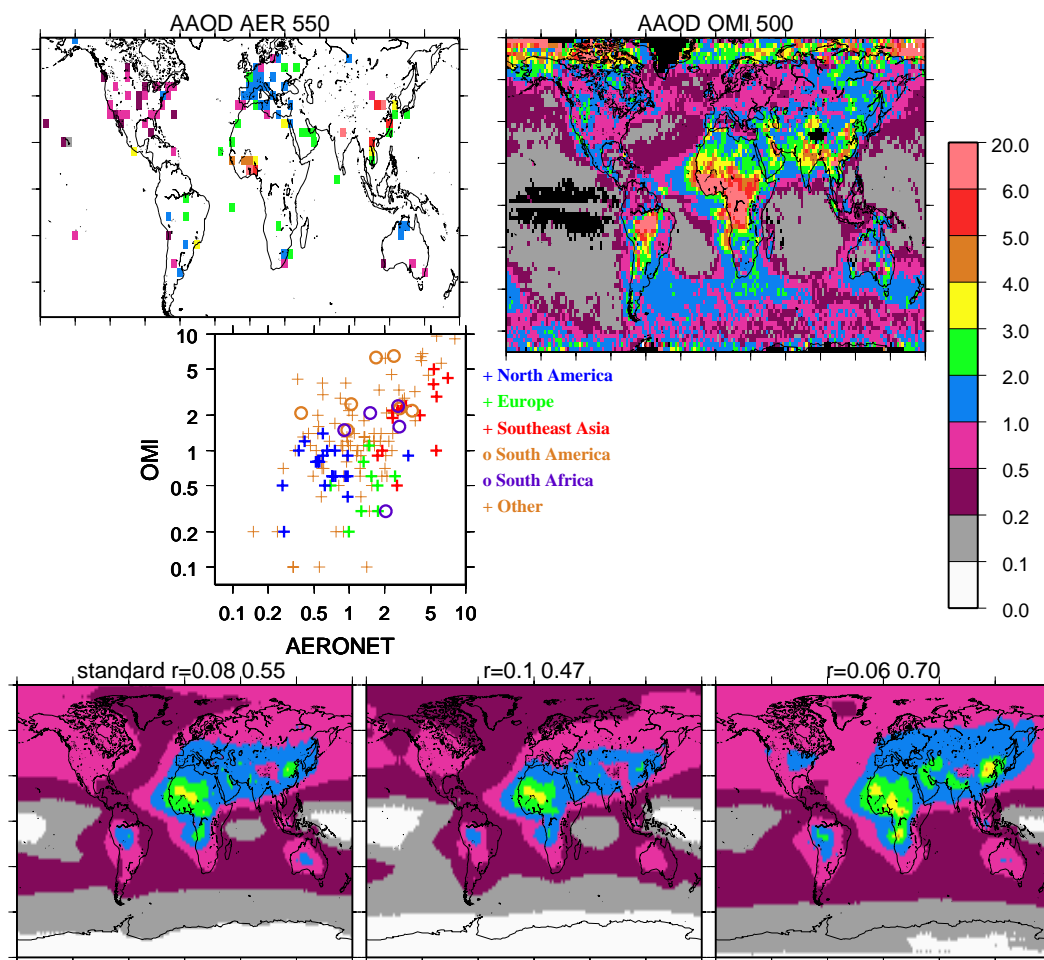 AAOD AER 550
AAOD OMI 500
20.0
6.0
5.0
4.0
3.0
2.0
1.0
0.5
0.2
0.1
0.0
10
5
2
1
0.5
0.2
0.1
OMI
0.1 0.2 0.5 1 2 5 10
AERONET
+ North America
+ Europe
+ Southeast Asia
o South America
o South Africa
+ Other
standard r=0.08 0.55
r=0.1 0.47
r=0.06 0.70